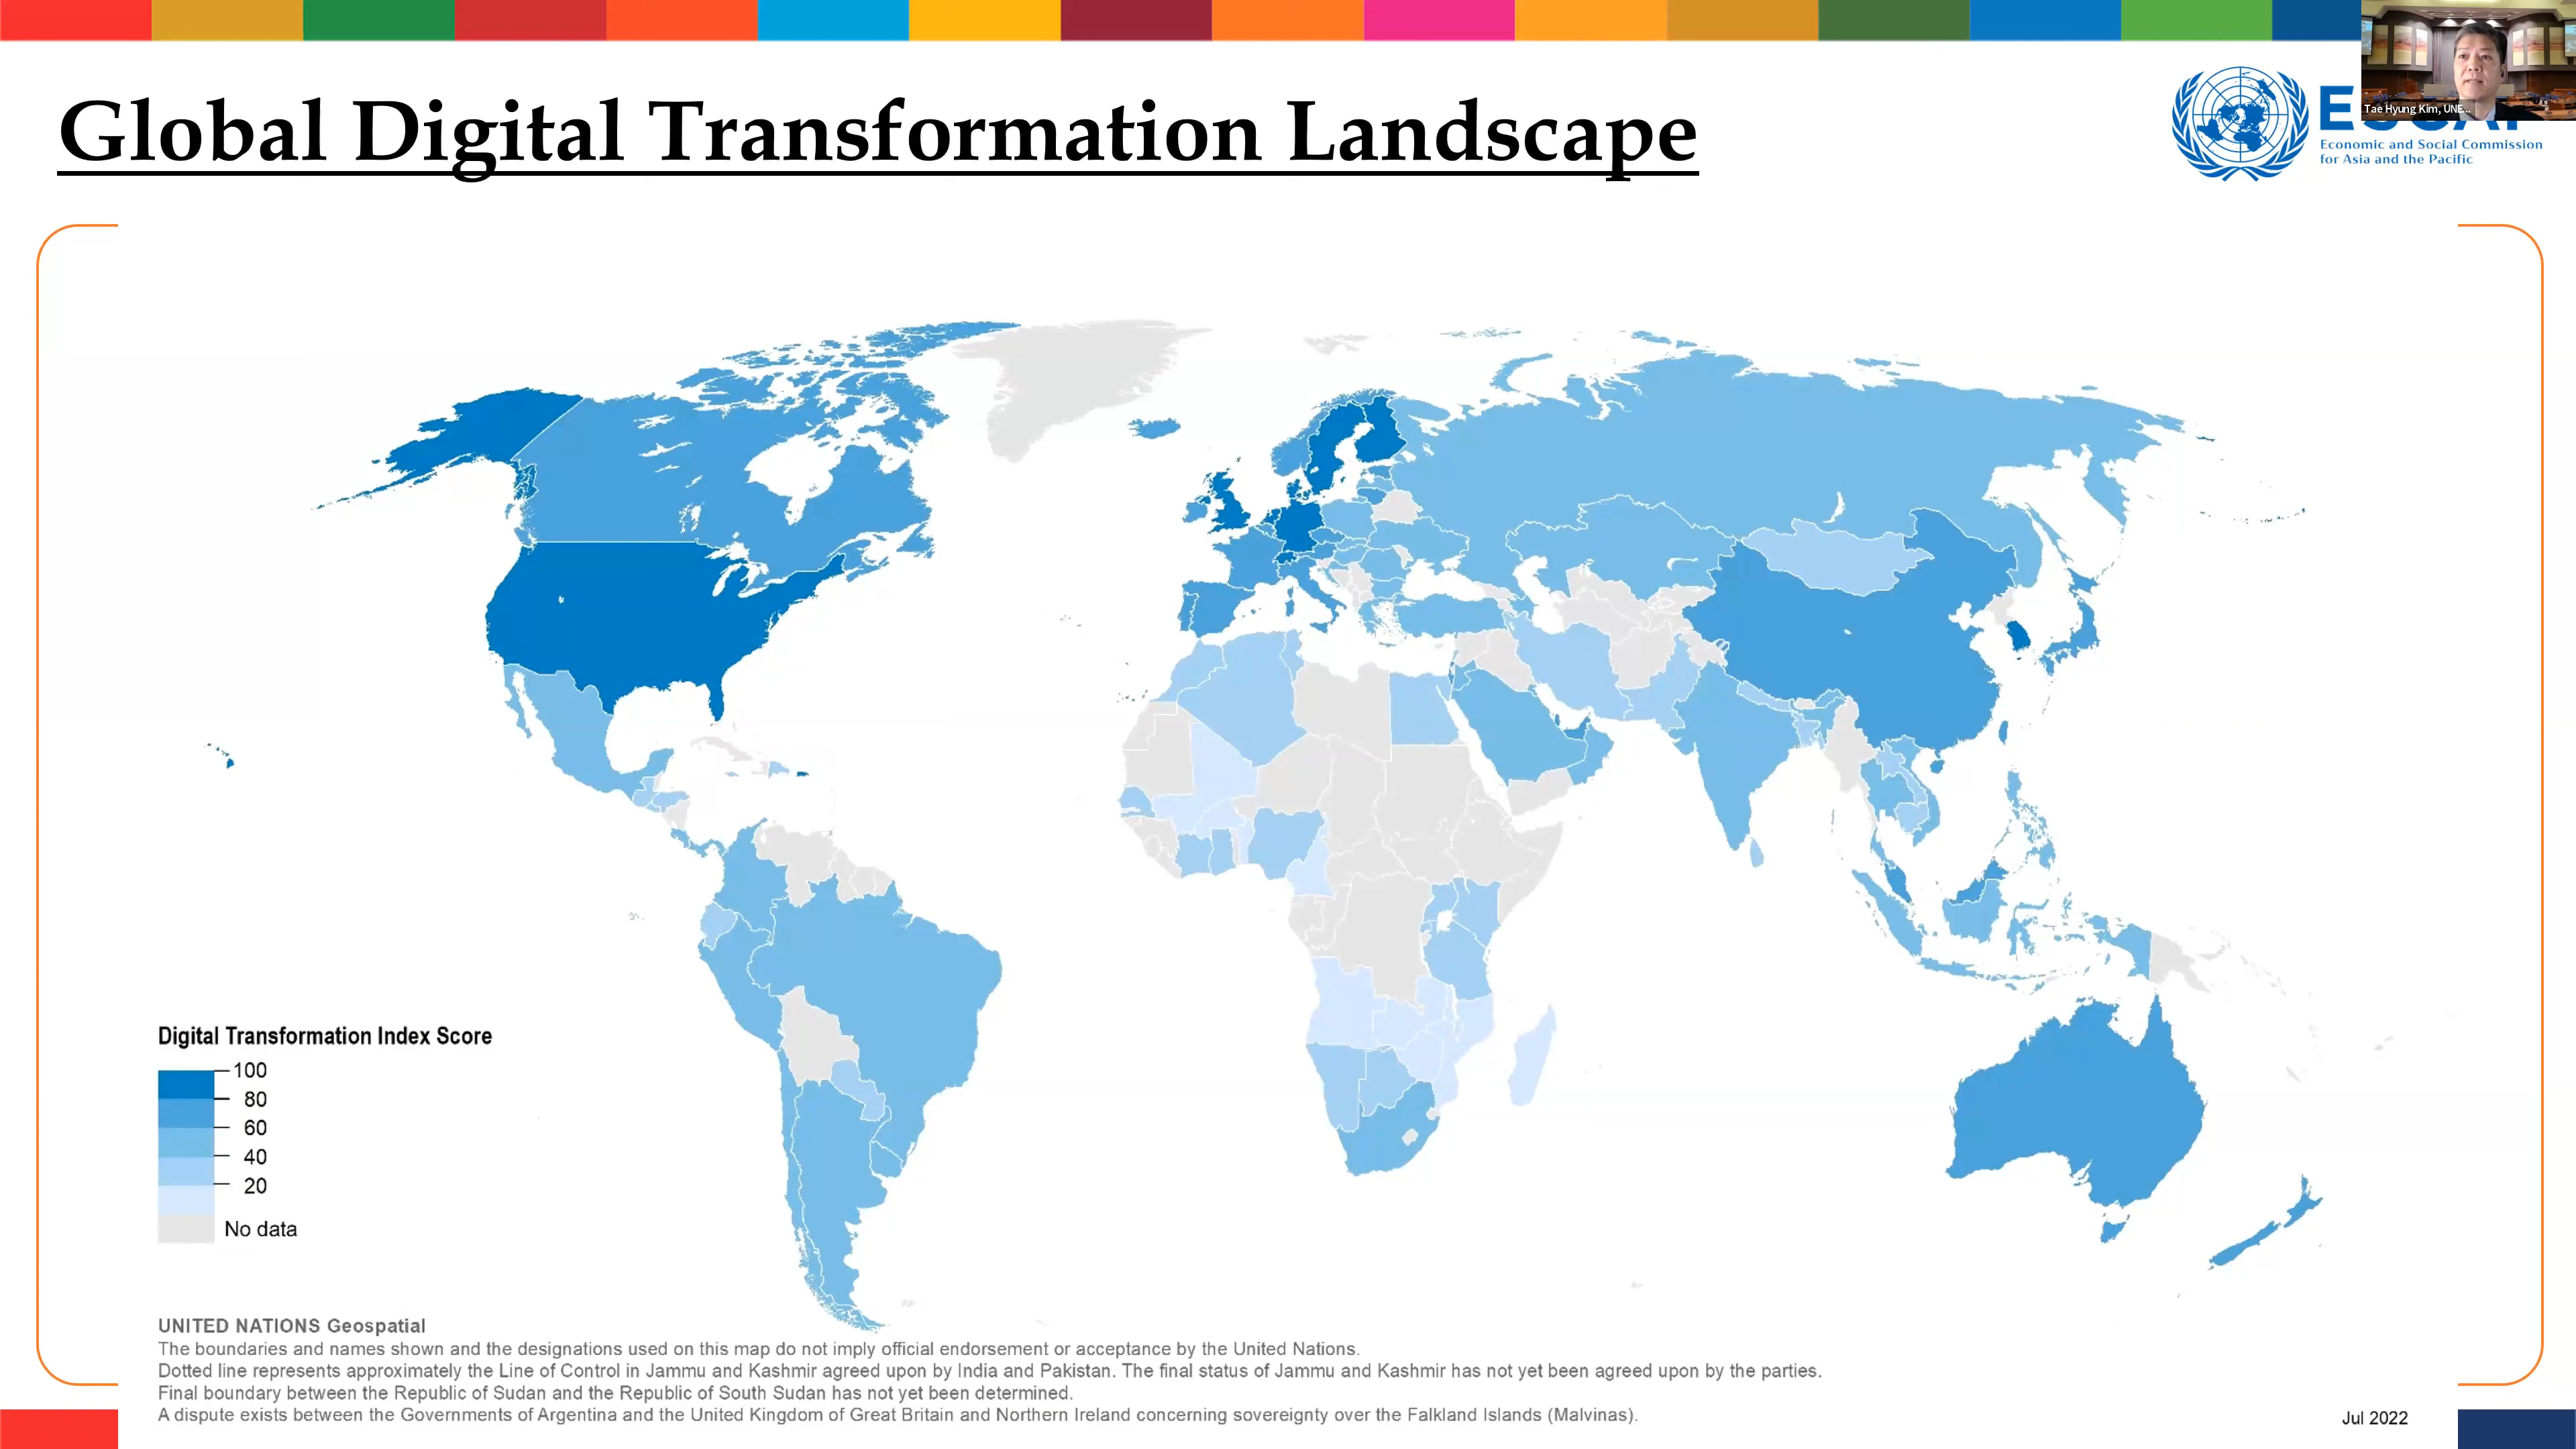 Global Digital Transformation Landscape
Tae Hyung Kim, UNE...
Economic and Social Commission
for Asia and the Pacific
Digital Transformation Index Score
100
80
60
40
20
No data
UNITED NATIONS Geospatial
The boundaries and names shown and the designations used on this map do not imply official endorsement or acceptance by the United Nations.
Dotted line represents approximately the Line of Control in Jammu and Kashmir agreed upon by India and Pakistan. The final status of Jammu and Kashmir has not yet been agreed upon by the parties.
Final boundary between the Republic of Sudan and the Republic of South Sudan has not yet been determined.
A dispute exists between the Governments of Argentina and the United Kingdom of Great Britain and Northern Ireland concerning sovereignty over the Falkland Islands (Malvinas).
Jul 2022